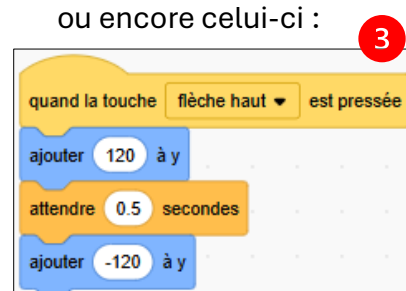 ou encore celui-ci :
3
quand la touche flèche haut est pressée
ajouter 120 à y
attendre 0.5 secondes
ajouter -120 à y